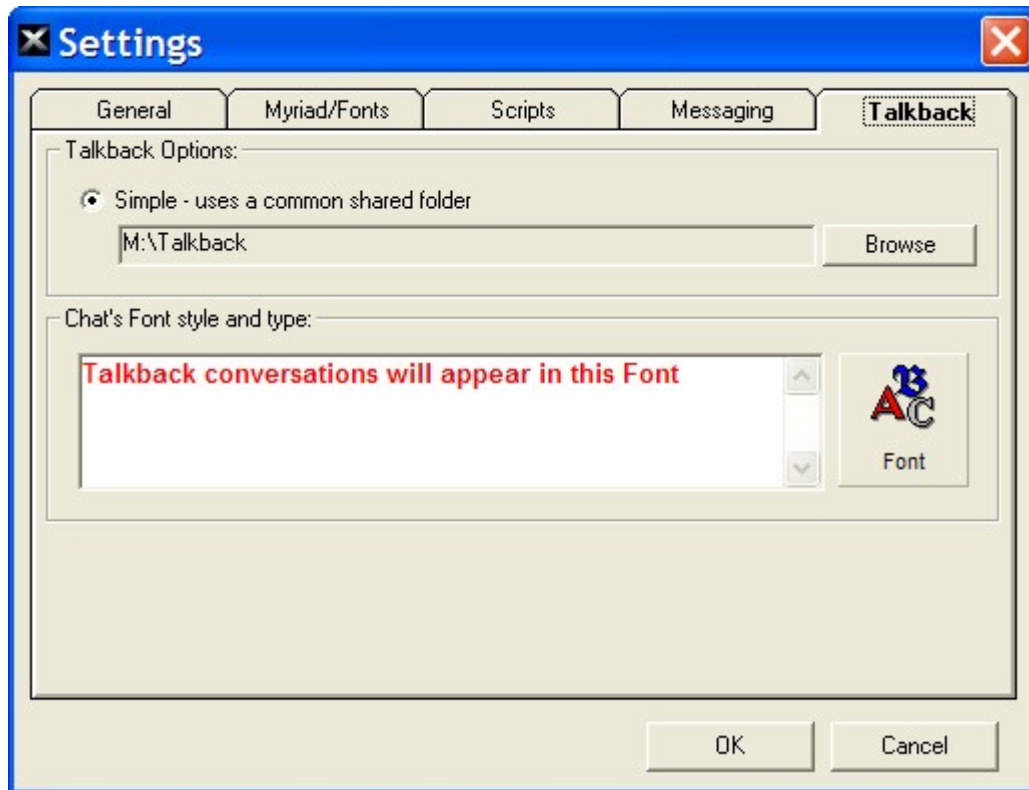 Settings
General Myriad/Fonts Scripts Messaging Talkback
Talkback Options:
Simple - uses a common shared folder
M:\Talkback Browse
Chat's Font style and type:
Talkback conversations will appear in this Font
Font
OK Cancel